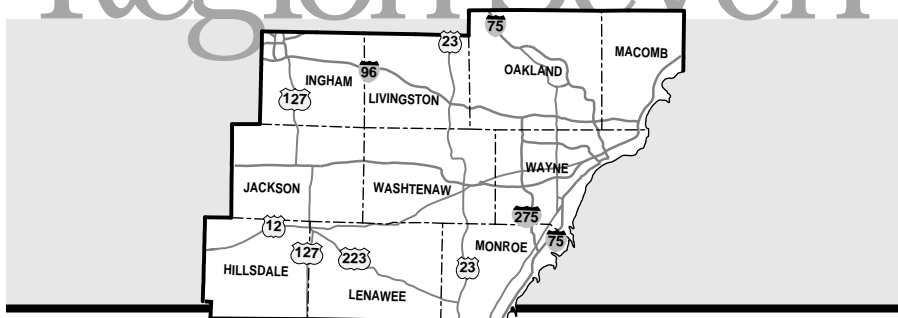 Region Seven
75
23
MACOMB
OAKLAND
96
INGHAM
127
LIVINGSTON
WAYNE
JACKSON
WASHTENAW
275
12
75
127
223
MONROE
23
HILLSDALE
LENAWEE